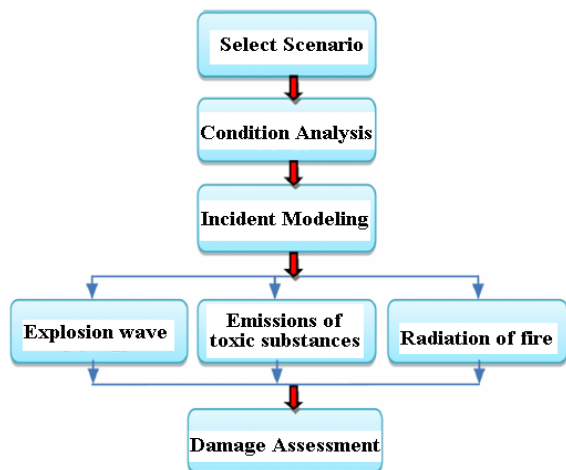 Select Scenario
Condition Analysis
Incident Modeling
Explosion wave
Emissions of
toxic substances
Radiation of fire
Damage Assessment